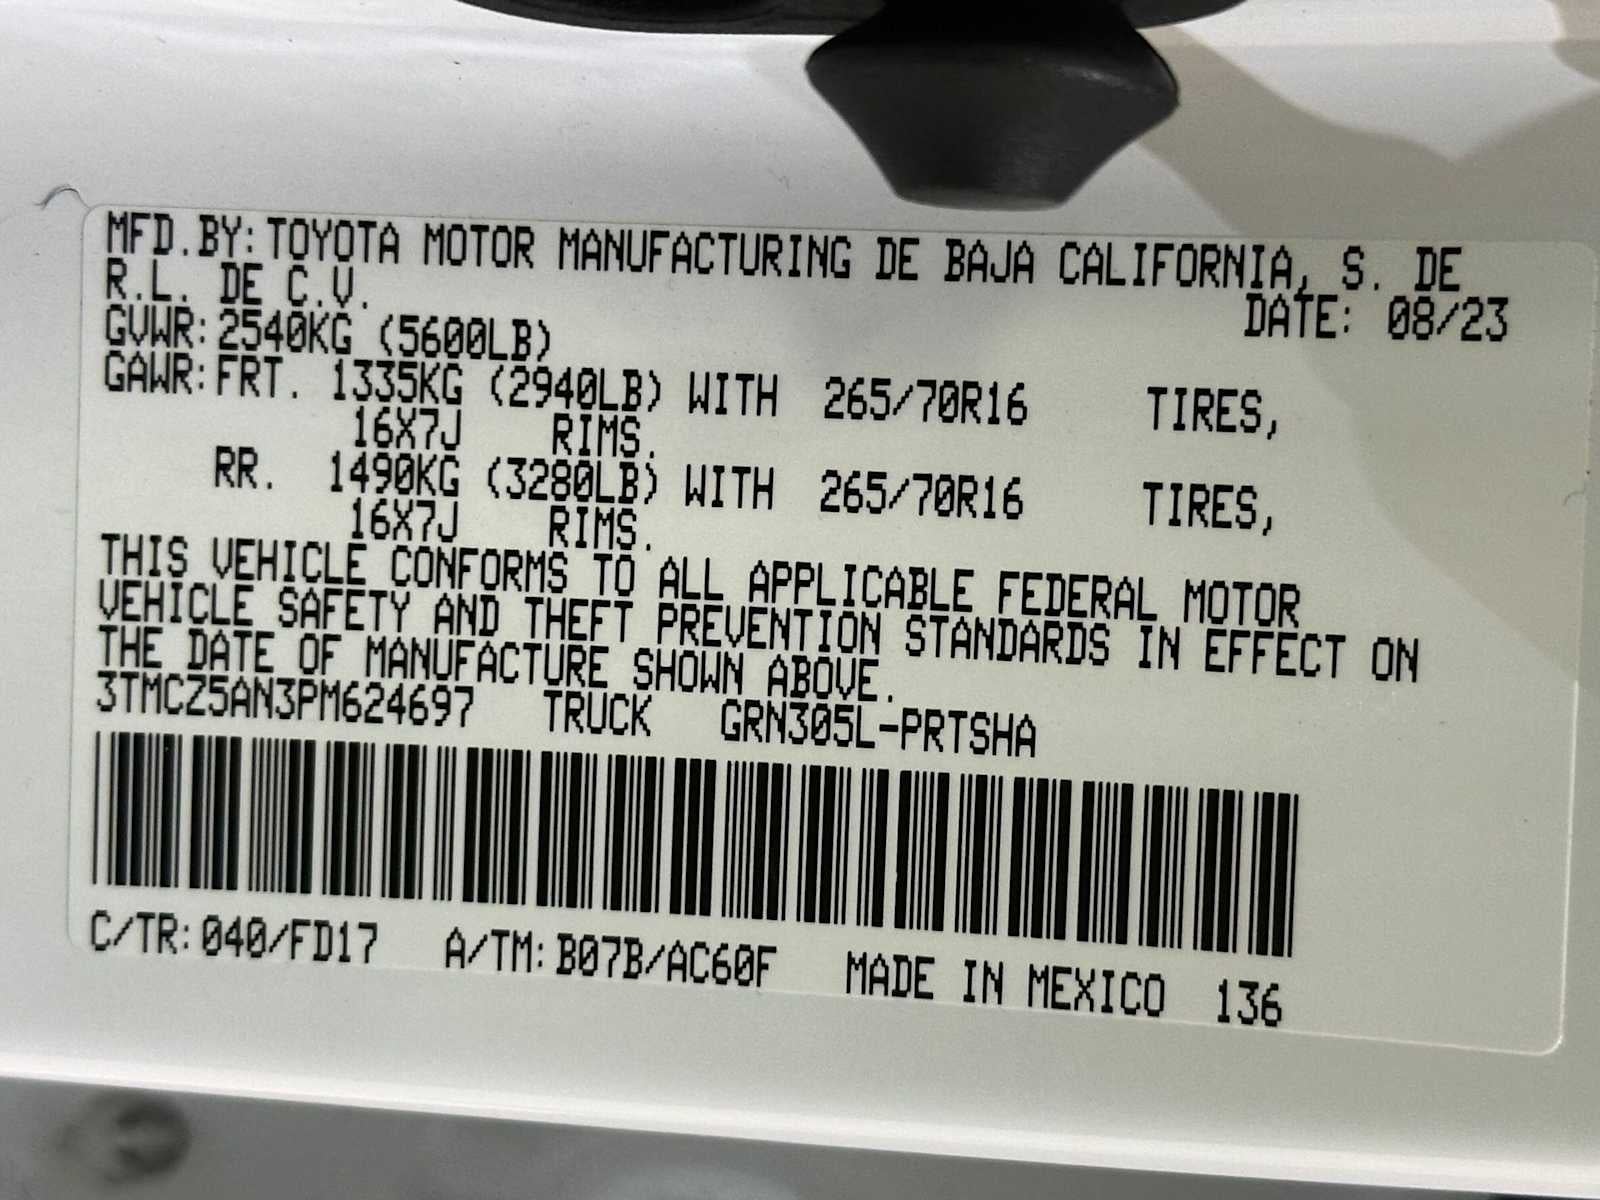 MFD.BY: TOYOTA MOTOR MANUFACTURING DE BAJA CALIFORNIA, S. DE
R.L. DE C.V. DATE: 08/23
GVWR: 2540KG (5600LB)
GAWR: FRT. 1335KG (2940LB) WITH 265/70R16 TIRES,
16X7J RIMS.
RR. 1490KG (3280LB) WITH 265/70R16 TIRES,
16X7J RIMS.
THIS VEHICLE CONFORMS TO ALL APPLICABLE FEDERAL MOTOR
VEHICLE SAFETY AND THEFT PREVENTION STANDARDS IN EFFECT ON
THE DATE OF MANUFACTURE SHOWN ABOVE.
3TMCZ5AN3PM624697 TRUCK GRN305L-PRTSHA
C/TR: 040/FD17 A/TM: B07B/AC60F MADE IN MEXICO 136